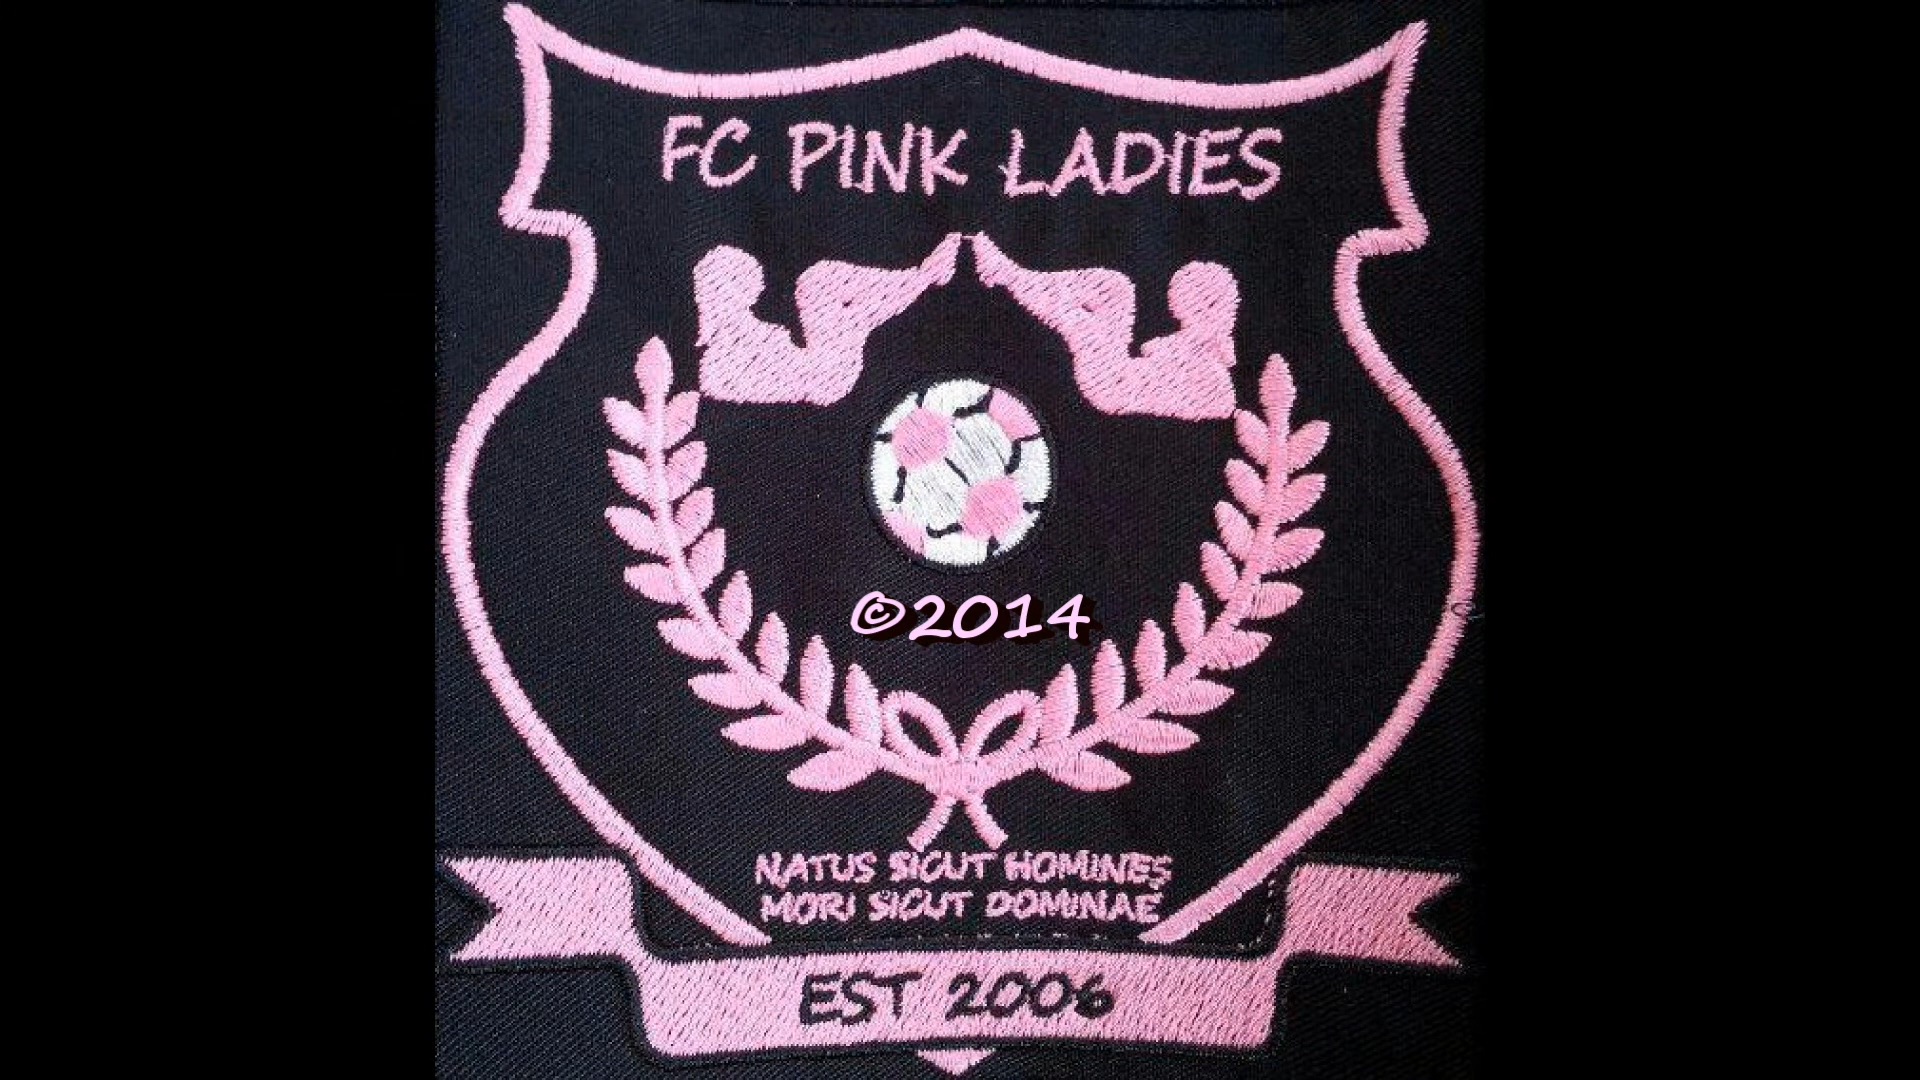 FC PINK LADIES
©2014
NATUS SICUT HOMINES
MORI SICUT DOMINAE
EST 2006